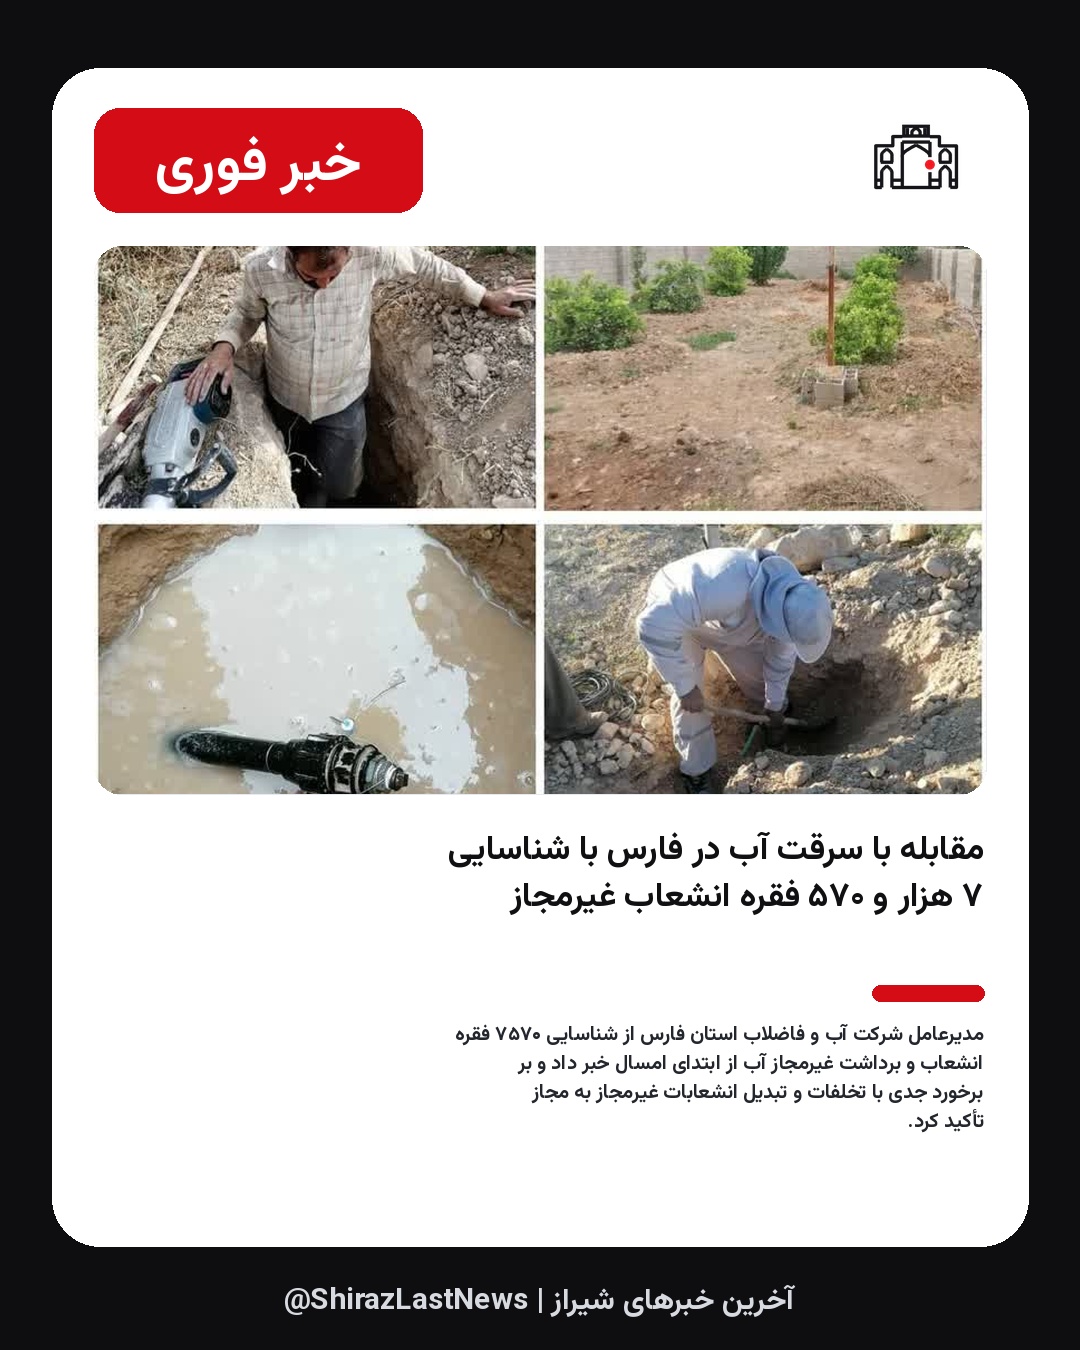 خبر فوری
مقابله با سرقت آب در فارس با شناسایی
۷ هزار و ۵۷۰ فقره انشعاب غیرمجاز
مدیرعامل شرکت آب و فاضلاب استان فارس از شناسایی ۷۵۷۰ فقره
انشعاب و برداشت غیرمجاز آب از ابتدای امسال خبر داد و بر
برخورد جدی با تخلفات و تبدیل انشعابات غیرمجاز به مجاز
تأکید کرد.
آخرین خبرهای شیراز | @ShirazLastNews